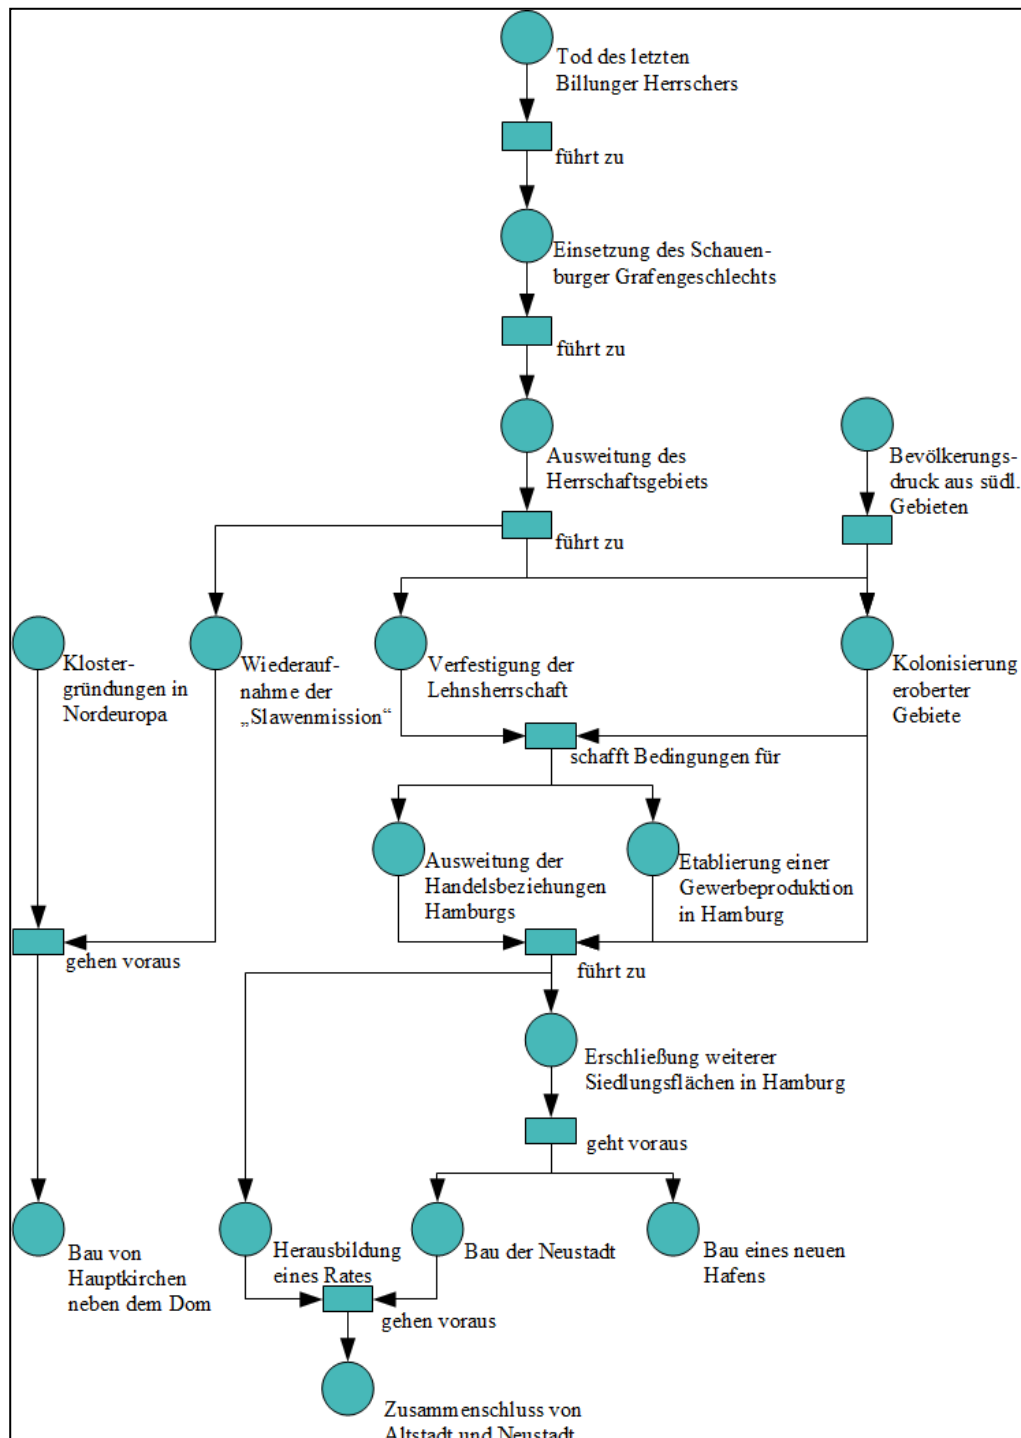 Tod des letzten
Billunger Herrschers
führt zu
Einsetzung des Schauen-
burger Grafengeschlechts
führt zu
Ausweitung des
Herrschaftsgebiets
führt zu
Bevölkerungs-
druck aus südl.
Gebieten
Kloster-
gründungen in
Nordeuropa
Wiederauf-
nahme der
„Slawenmission“
Verfestigung der
Lehnsherrschaft
Kolonisierung
eroberter
Gebiete
schafft Bedingungen für
Ausweitung der
Handelsbeziehungen
Hamburgs
Etablierung einer
Gewerbeproduktion
in Hamburg
gehen voraus
führt zu
Erschließung weiterer
Siedlungsflächen in Hamburg
geht voraus
Bau von
Hauptkirchen
neben dem Dom
Herausbildung
eines Rates
Bau der Neustadt
Bau eines neuen
Hafens
gehen voraus
Zusammenschluss von
Altstadt und Neustadt